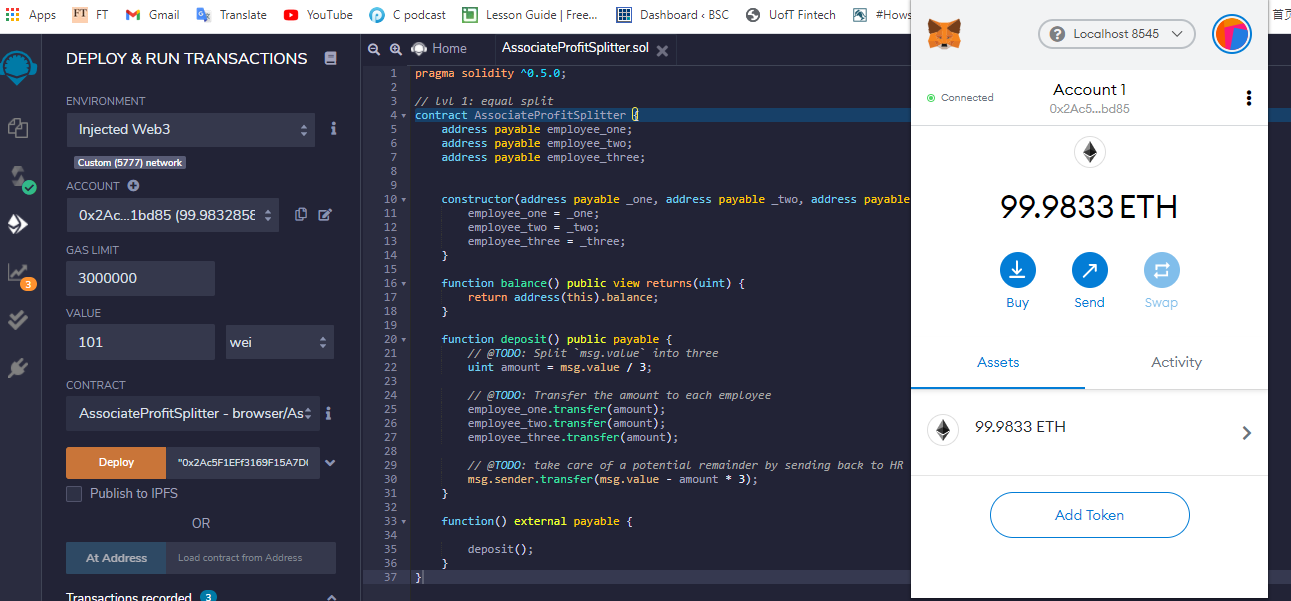 Apps FT FT Gmail Translate YouTube C podcast Lesson Guide | Free... Dashboard ‹ BSC UofT Fintech #Hows 首页
DEPLOY & RUN TRANSACTIONS
ENVIRONMENT
Injected Web3
Custom (5777) network
ACCOUNT
0x2Ac...1bd85 (99.9832858
GAS LIMIT
3000000
VALUE
101 wei
CONTRACT
AssociateProfitSplitter - browser/As
Deploy "0x2Ac5F1EFf3169F15A7D
Publish to IPFS
OR
At Address Load contract from Address
Transactions recorded 3
3
Home AssociateProfitSplitter.sol
1 pragma solidity ^0.5.0;
2
3 // lvl 1: equal split
4 contract AssociateProfitSplitter {
5 address payable employee_one;
6 address payable employee_two;
7 address payable employee_three;
8
9
10 constructor(address payable _one, address payable _two, address payable
11 employee_one = _one;
12 employee_two = _two;
13 employee_three = _three;
14 }
15
16 function balance() public view returns(uint) {
17 return address(this).balance;
18 }
19
20 function deposit() public payable {
21 // @TODO: Split `msg.value` into three
22 uint amount = msg.value / 3;
23
24 // @TODO: Transfer the amount to each employee
25 employee_one.transfer(amount);
26 employee_two.transfer(amount);
27 employee_three.transfer(amount);
28
29 // @TODO: take care of a potential remainder by sending back to HR
30 msg.sender.transfer(msg.value - amount * 3);
31 }
32
33 function() external payable {
34
35 deposit();
36 }
37 }
Localhost 8545
Connected
Account 1
0x2Ac5...bd85
99.9833 ETH
Buy Send Swap
Assets Activity
99.9833 ETH
Add Token